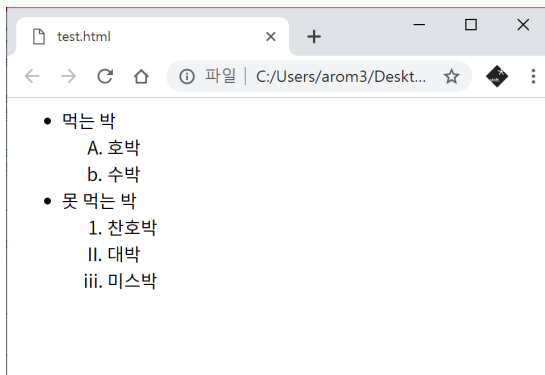 test.html
파일 C:/Users/arom3/Deskt...
먹는 박
A. 호박
b. 수박
못 먹는 박
1. 찬호박
II. 대박
iii. 미스박